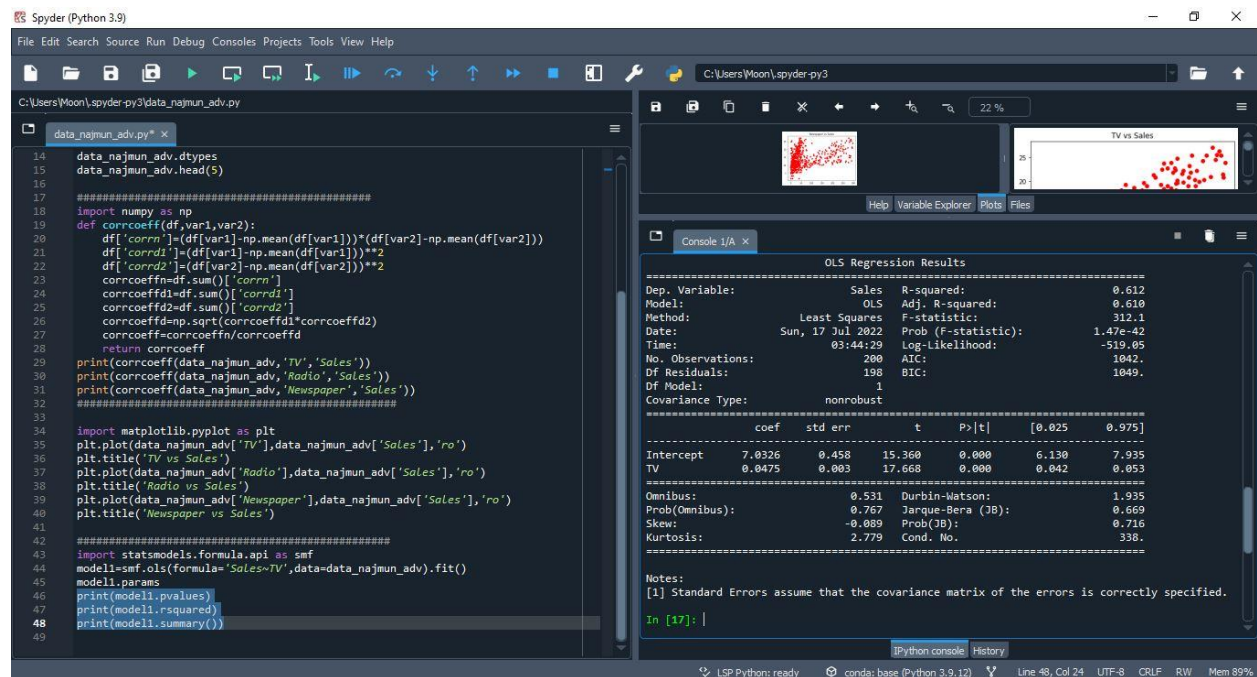 Spyder (Python 3.9)
File Edit Search Source Run Debug Consoles Projects Tools View Help
C:\Users\Moon\.spyder-py3
C:\Users\Moon\.spyder-py3\data_najmun_adv.py
data_najmun_adv.py*
14 data_najmun_adv.dtypes
15 data_najmun_adv.head(5)
16
17 ################################################
18 import numpy as np
19 def corrcoeff(df,var1,var2):
20 df['corrn']=(df[var1]-np.mean(df[var1]))*(df[var2]-np.mean(df[var2]))
21 df['corrd1']=(df[var1]-np.mean(df[var1]))**2
22 df['corrd2']=(df[var2]-np.mean(df[var2]))**2
23 corrcoeffn=df.sum()['corrn']
24 corrcoeffd1=df.sum()['corrd1']
25 corrcoeffd2=df.sum()['corrd2']
26 corrcoeffd=np.sqrt(corrcoeffd1*corrcoeffd2)
27 corrcoeff=corrcoeffn/corrcoeffd
28 return corrcoeff
29 print(corrcoeff(data_najmun_adv,'TV','Sales'))
30 print(corrcoeff(data_najmun_adv,'Radio','Sales'))
31 print(corrcoeff(data_najmun_adv,'Newspaper','Sales'))
32 ####################################################
33
34 import matplotlib.pyplot as plt
35 plt.plot(data_najmun_adv['TV'],data_najmun_adv['Sales'],'ro')
36 plt.title('TV vs Sales')
37 plt.plot(data_najmun_adv['Radio'],data_najmun_adv['Sales'],'ro')
38 plt.title('Radio vs Sales')
39 plt.plot(data_najmun_adv['Newspaper'],data_najmun_adv['Sales'],'ro')
40 plt.title('Newspaper vs Sales')
41
42 ###################################################
43 import statsmodels.formula.api as smf
44 model1=smf.ols(formula='Sales~TV',data=data_najmun_adv).fit()
45 model1.params
46 print(model1.pvalues)
47 print(model1.rsquared)
48 print(model1.summary())
49
22 %
TV vs Sales
25
20
Help Variable Explorer Plots Files
Console 1/A
OLS Regression Results
==============================================================================
Dep. Variable: Sales R-squared: 0.612
Model: OLS Adj. R-squared: 0.610
Method: Least Squares F-statistic: 312.1
Date: Sun, 17 Jul 2022 Prob (F-statistic): 1.47e-42
Time: 03:44:29 Log-Likelihood: -519.05
No. Observations: 200 AIC: 1042.
Df Residuals: 198 BIC: 1049.
Df Model: 1
Covariance Type: nonrobust
==============================================================================
coef std err t P>|t| [0.025 0.975]
------------------------------------------------------------------------------
Intercept 7.0326 0.458 15.360 0.000 6.130 7.935
TV 0.0475 0.003 17.668 0.000 0.042 0.053
==============================================================================
Omnibus: 0.531 Durbin-Watson: 1.935
Prob(Omnibus): 0.767 Jarque-Bera (JB): 0.669
Skew: -0.089 Prob(JB): 0.716
Kurtosis: 2.779 Cond. No. 338.
==============================================================================
Notes:
[1] Standard Errors assume that the covariance matrix of the errors is correctly specified.
In [17]:
IPython console History
LSP Python: ready conda: base (Python 3.9.12) Line 48, Col 24 UTF-8 CRLF RW Mem 89%